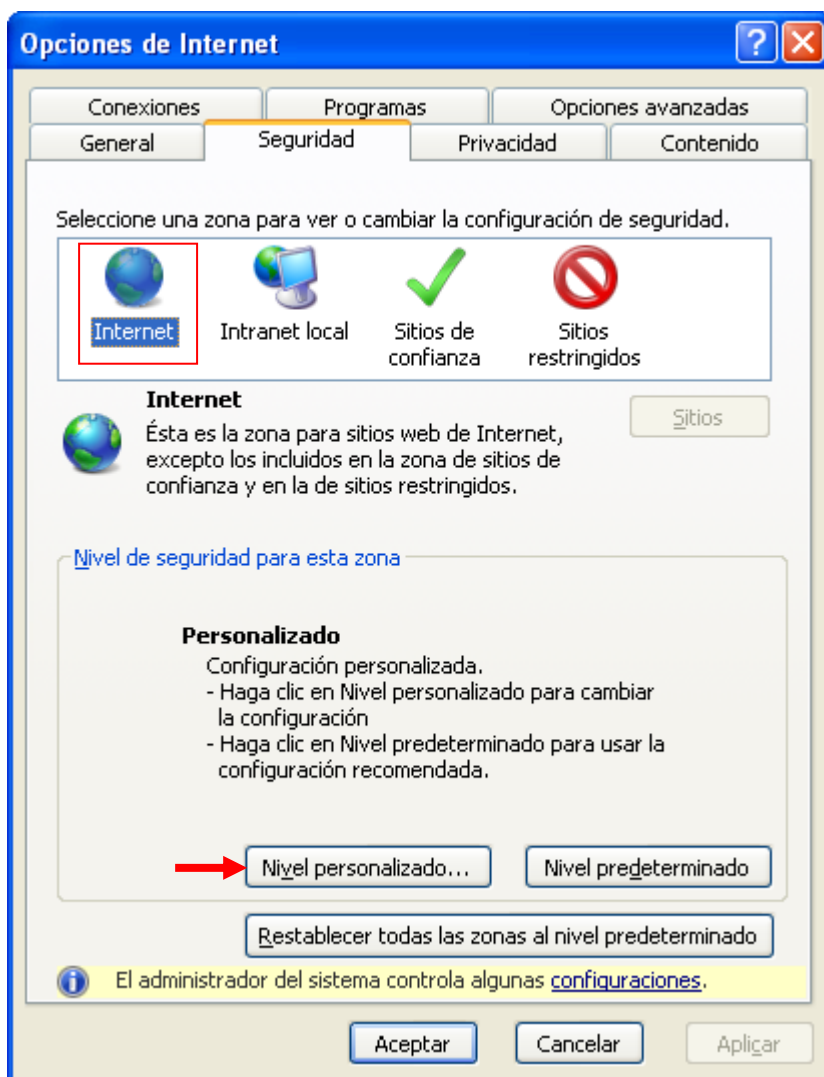 Opciones de Internet
Conexiones Programas Opciones avanzadas
General Seguridad Privacidad Contenido
Seleccione una zona para ver o cambiar la configuración de seguridad.
Internet Intranet local Sitios de confianza Sitios restringidos
Internet
Sitios
Ésta es la zona para sitios web de Internet,
excepto los incluidos en la zona de sitios de
confianza y en la de sitios restringidos.
Nivel de seguridad para esta zona
Personalizado
Configuración personalizada.
- Haga clic en Nivel personalizado para cambiar
la configuración
- Haga clic en Nivel predeterminado para usar la
configuración recomendada.
Nivel personalizado... Nivel predeterminado
Restablecer todas las zonas al nivel predeterminado
El administrador del sistema controla algunas configuraciones.
Aceptar Cancelar Aplicar